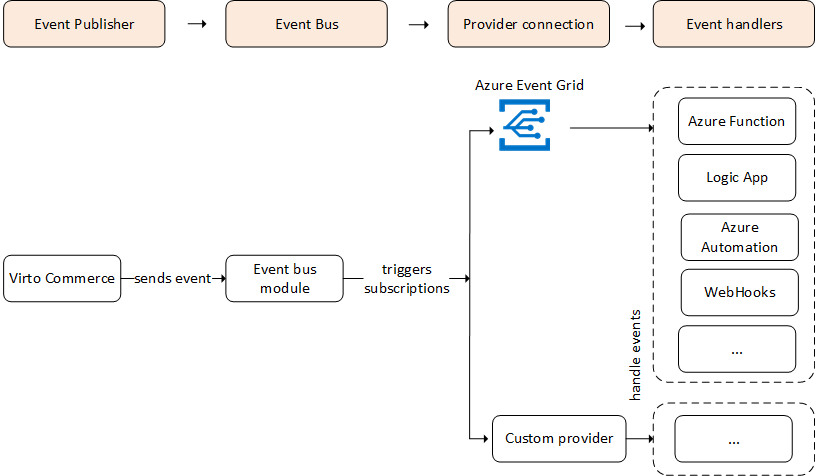 Event Publisher
Event Bus
Provider connection
Event handlers
Azure Event Grid
Azure Function
Logic App
Azure
Automation
WebHooks
...
Virto Commerce
sends event
Event bus
module
triggers
subscriptions
handle events
Custom provider
...